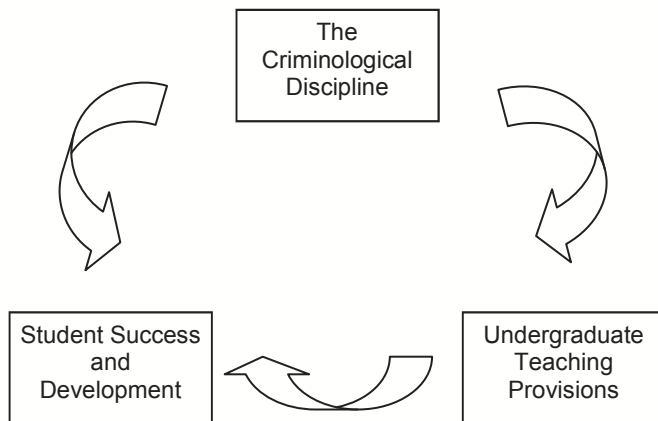 The
Criminological
Discipline
Student Success
and
Development
Undergraduate
Teaching
Provisions